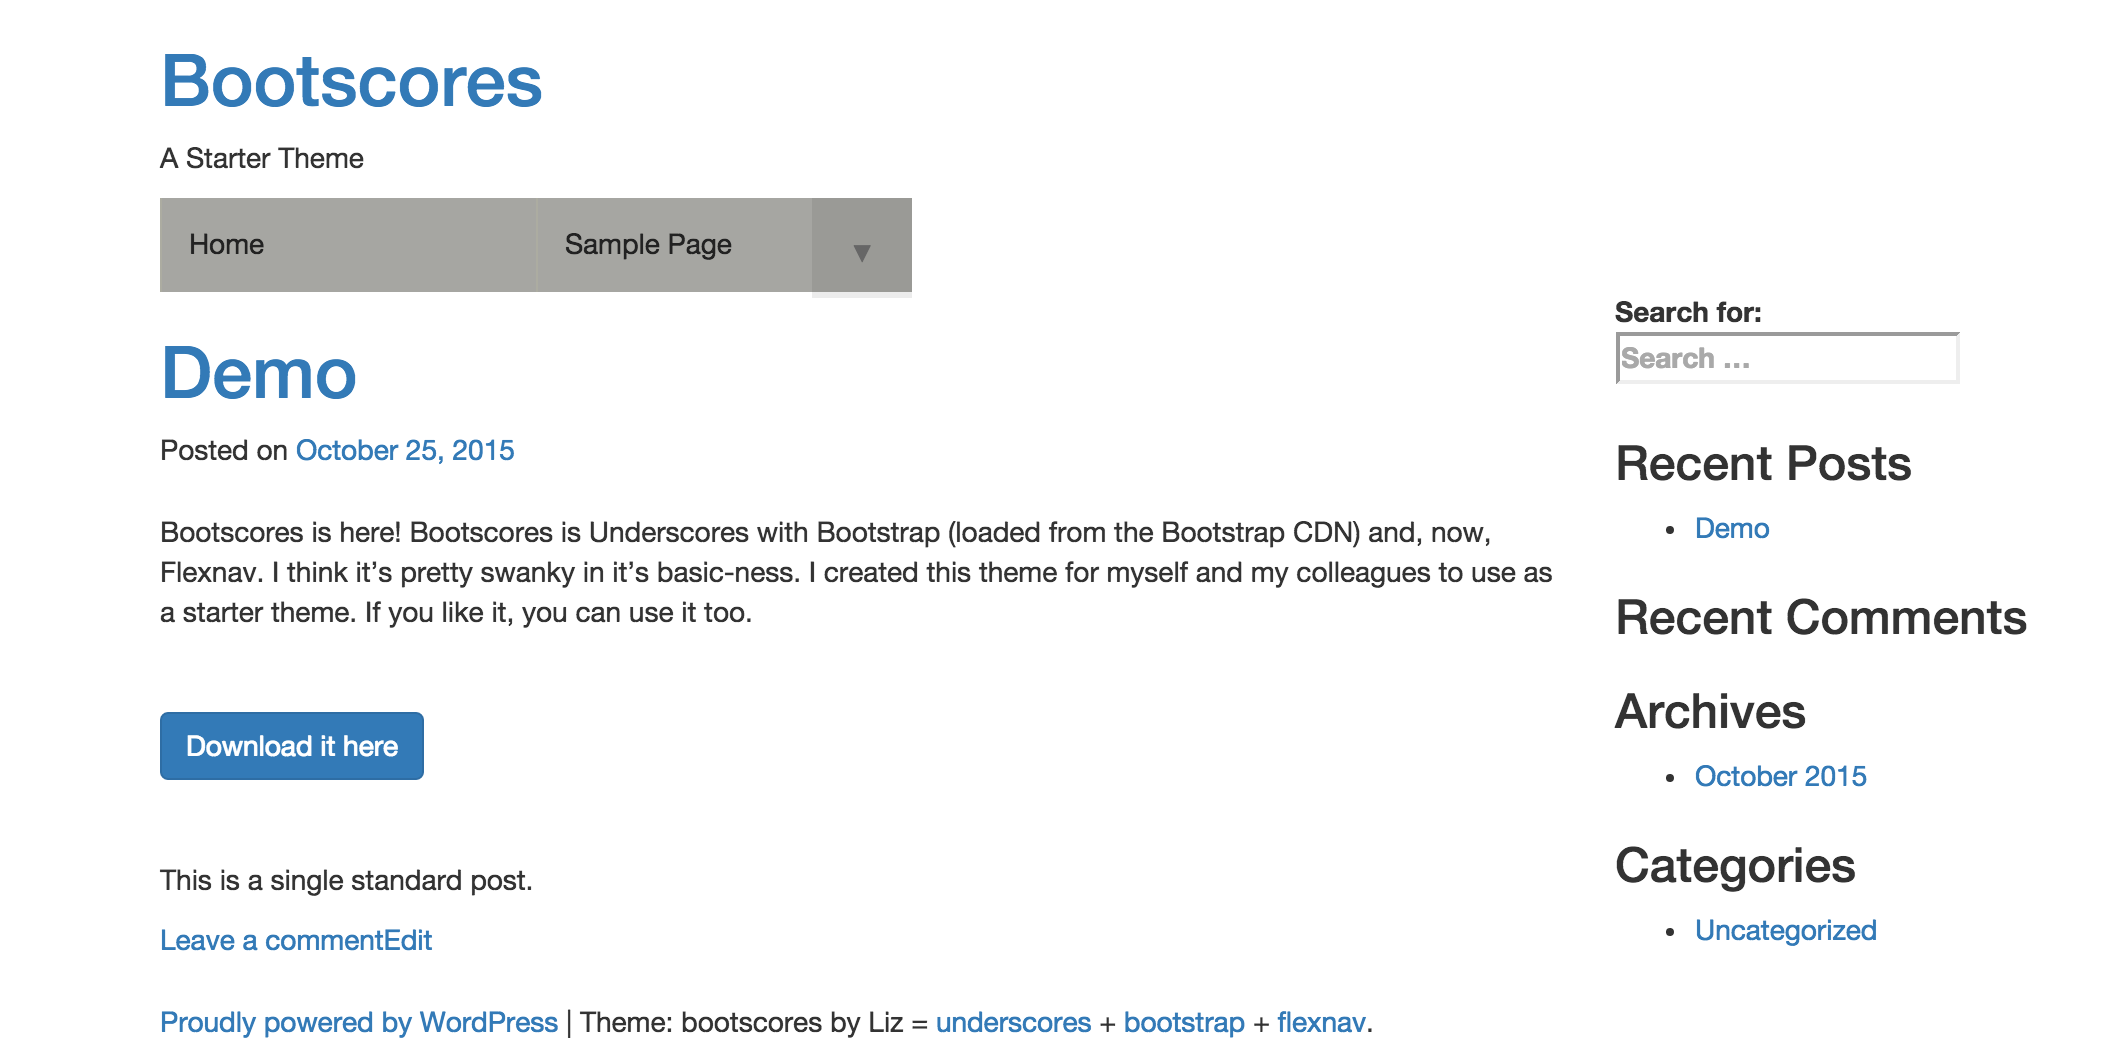 Bootscores
A Starter Theme
Home
Sample Page
▼
Demo
Posted on October 25, 2015
Bootscores is here! Bootscores is Underscores with Bootstrap (loaded from the Bootstrap CDN) and, now,
Flexnav. I think it’s pretty swanky in it’s basic-ness. I created this theme for myself and my colleagues to use as
a starter theme. If you like it, you can use it too.
Download it here
This is a single standard post.
Leave a commentEdit
Search for:
Search ...
Recent Posts
• Demo
Recent Comments
Archives
• October 2015
Categories
• Uncategorized
Proudly powered by WordPress | Theme: bootscores by Liz = underscores + bootstrap + flexnav.